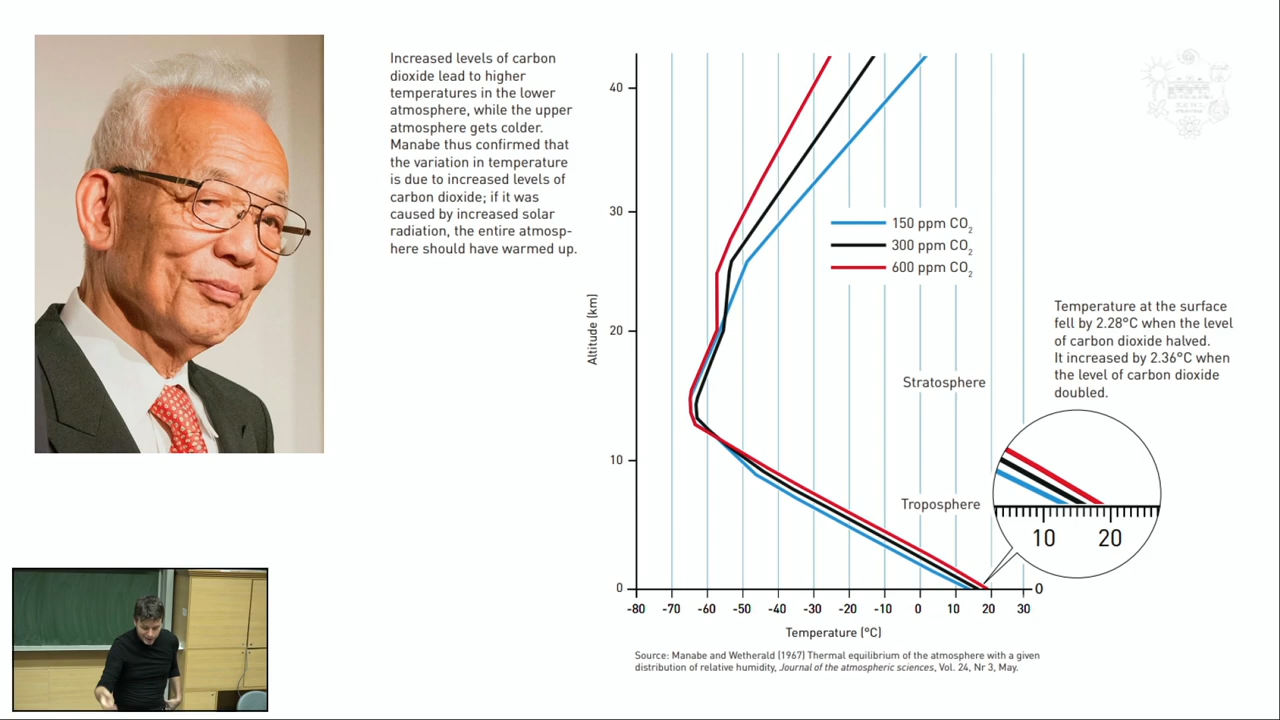 Increased levels of carbon
dioxide lead to higher
temperatures in the lower
atmosphere, while the upper
atmosphere gets colder.
Manabe thus confirmed that
the variation in temperature
is due to increased levels of
carbon dioxide; if it was
caused by increased solar
radiation, the entire atmosp-
here should have warmed up.
Altitude (km)
40
30
20
10
0
150 ppm CO₂
300 ppm CO₂
600 ppm CO₂
Stratosphere
Troposphere
-80 -70 -60 -50 -40 -30 -20 -10 0 10 20 30
0
Temperature (°C)
Temperature at the surface
fell by 2.28°C when the level
of carbon dioxide halved.
It increased by 2.36°C when
the level of carbon dioxide
doubled.
10 20
Source: Manabe and Wetherald (1967) Thermal equilibrium of the atmosphere with a given
distribution of relative humidity, Journal of the atmospheric sciences, Vol. 24, Nr 3, May.